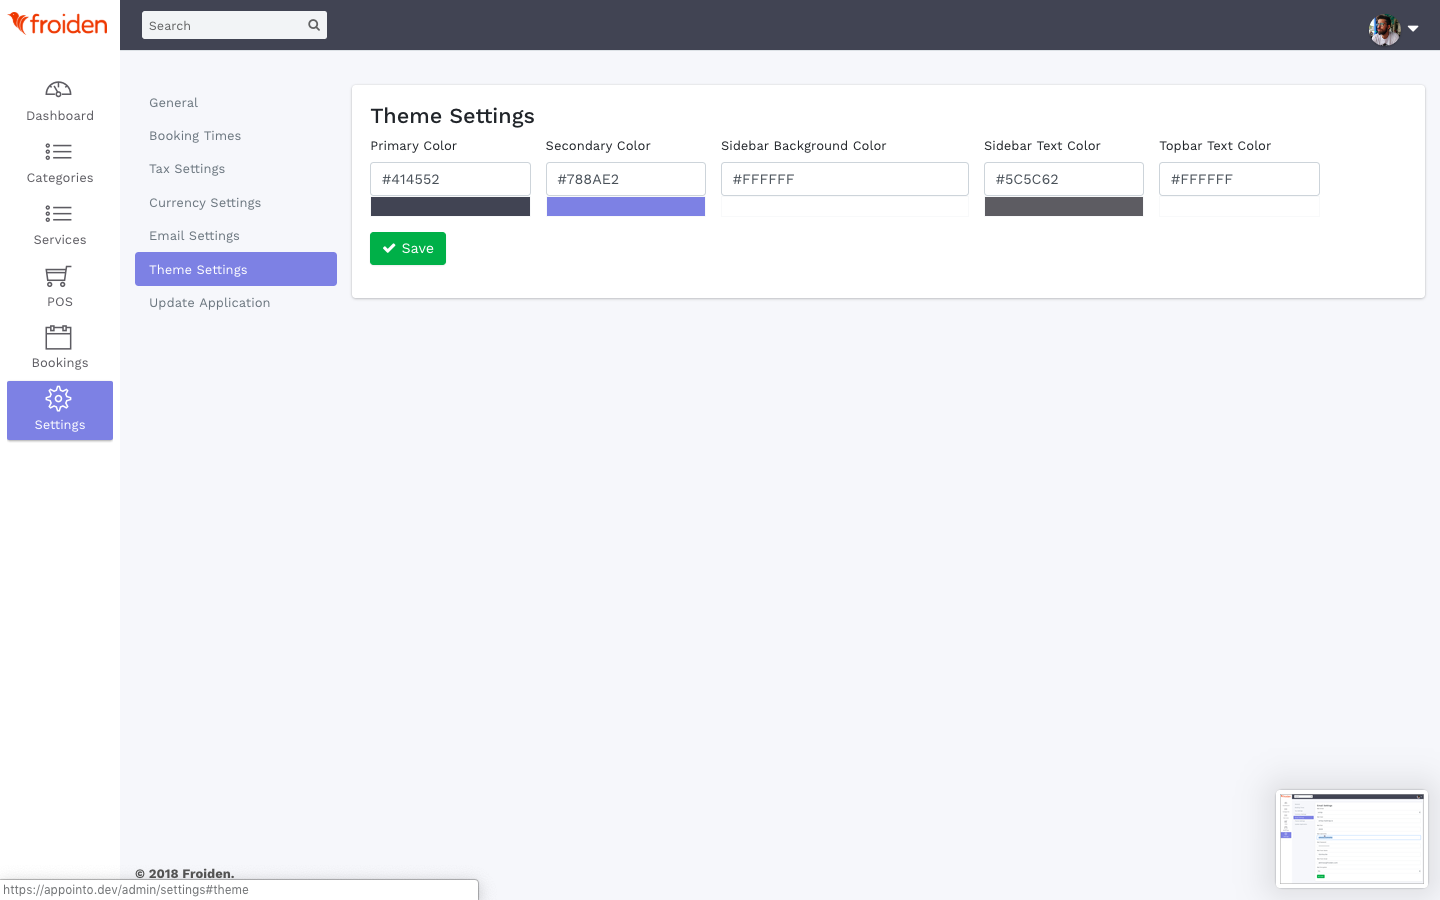 froiden
Search
Dashboard
Categories
Services
POS
Bookings
Settings
General
Booking Times
Tax Settings
Currency Settings
Email Settings
Theme Settings
Update Application
Theme Settings
Primary Color
Secondary Color
Sidebar Background Color
Sidebar Text Color
Topbar Text Color
#414552
#788AE2
#FFFFFF
#5C5C62
#FFFFFF
Save
© 2018 Froiden.
https://appointo.dev/admin/settings#theme